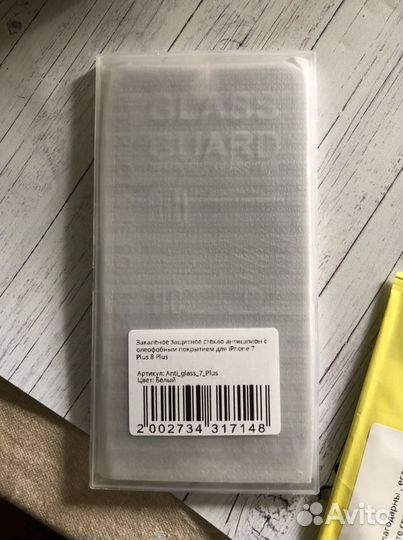 GLASS
GUARD
Закаленое защитное стекло антишпион с
олеофобным покрытием для iPhone 7
Plus 8 Plus
Артикул: Anti_glass_7_Plus
Цвет: Белый
2 002734 317148
Avito